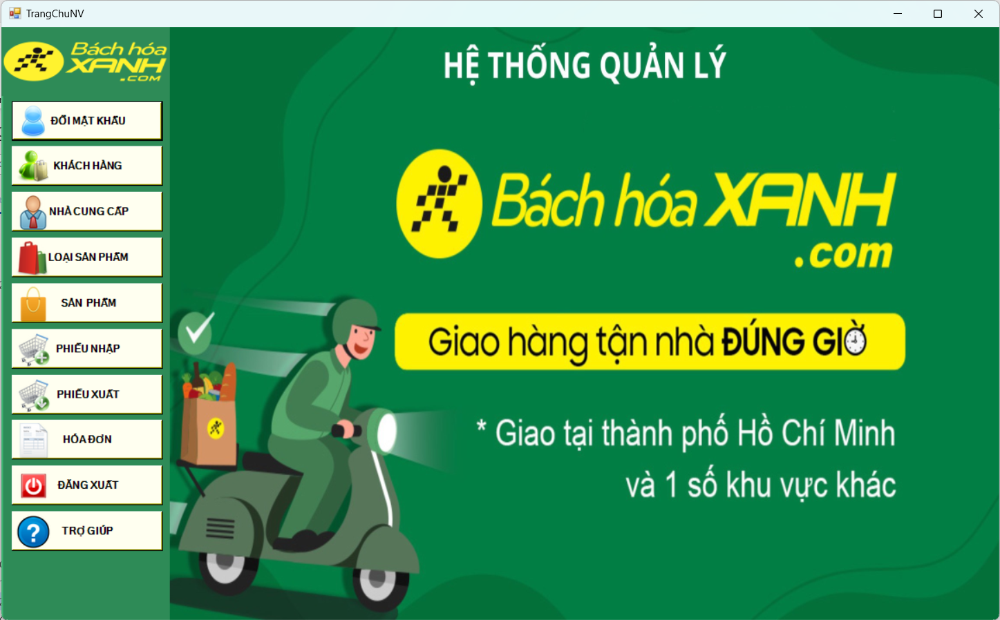 TrangChuNV
Bách hóa
XANH
.COM
ĐỔI MẬT KHẨU
KHÁCH HÀNG
NHÀ CUNG CẤP
LOẠI SẢN PHẨM
SẢN PHẨM
PHIẾU NHẬP
PHIẾU XUẤT
HÓA ĐƠN
ĐĂNG XUẤT
TRỢ GIÚP
HỆ THỐNG QUẢN LÝ
Bách hóa XANH
.com
Giao hàng tận nhà ĐÚNG GIỜ
* Giao tại thành phố Hồ Chí Minh
và 1 số khu vực khác